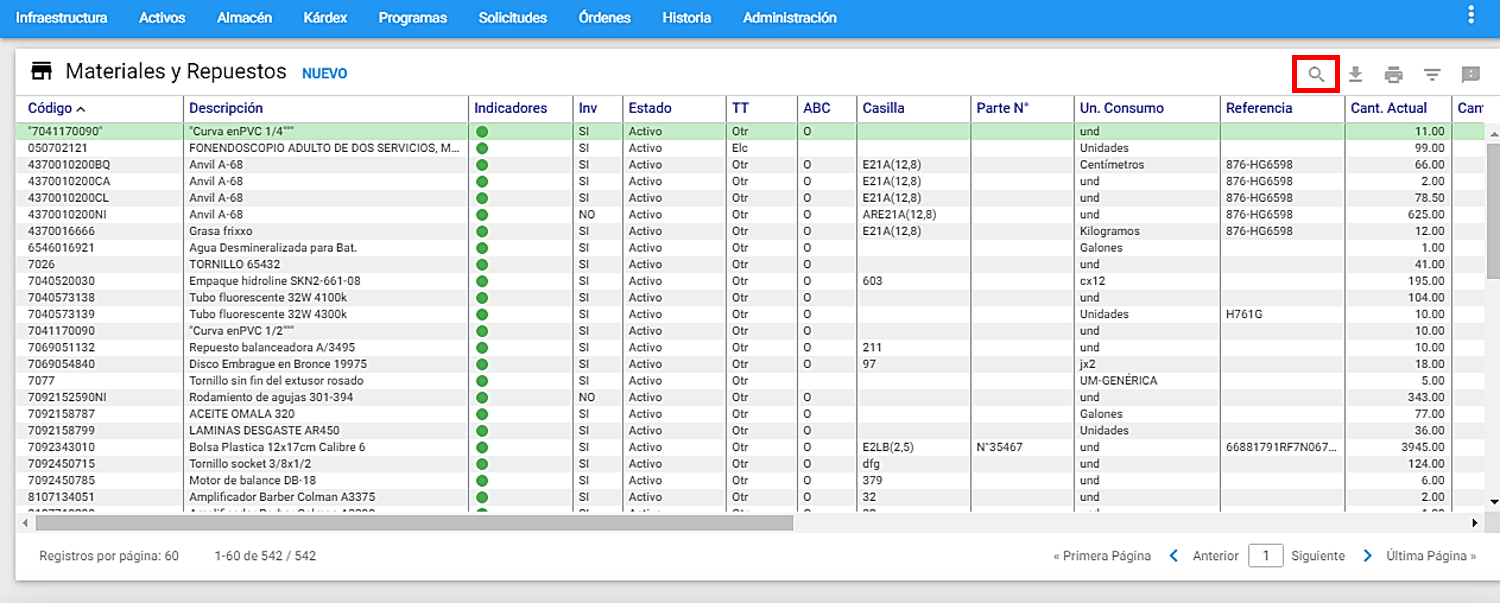 Infraestructura Activos Almacén Kárdex Programas Solicitudes Órdenes Historia Administración
Materiales y Repuestos NUEVO
Código Descripción Indicadores Inv Estado TT ABC Casilla Parte N° Un. Consumo Referencia Cant. Actual Cant
"7041170090" "Curva enPVC 1/4""" SI Activo Otr O und 11.00
050702121 FONENDOSCOPIO ADULTO DE DOS SERVICIOS, M... SI Activo Elc Unidades 99.00
4370010200BQ Anvil A-68 SI Activo Otr O E21A(12,8) Centímetros 876-HG6598 66.00
4370010200CA Anvil A-68 SI Activo Otr O E21A(12,8) und 876-HG6598 2.00
4370010200CL Anvil A-68 SI Activo Otr O E21A(12,8) und 876-HG6598 78.50
4370010200NI Anvil A-68 NO Activo Otr O ARE21A(12,8) und 876-HG6598 625.00
4370016666 Grasa frixxo SI Activo Otr O E21A(12,8) Kilogramos 876-HG6598 12.00
6546016921 Agua Desmineralizada para Bat. SI Activo Otr O Galones 1.00
7026 TORNILLO 65432 SI Activo Otr O und 41.00
7040520030 Empaque hidroline SKN2-661-08 SI Activo Otr O 603 cx12 195.00
7040573138 Tubo fluorescente 32W 4100k SI Activo Otr O und 104.00
7040573139 Tubo fluorescente 32W 4300k SI Activo Otr O Unidades H761G 10.00
7041170090 "Curva enPVC 1/2""" SI Activo Otr O und 10.00
7069051132 Repuesto balanceadora A/3495 SI Activo Otr O 211 und 10.00
7069054840 Disco Embrague en Bronce 19975 SI Activo Otr O 97 jx2 18.00
7077 Tornillo sin fin del extusor rosado SI Activo Otr UM-GENÉRICA 5.00
7092152590NI Rodamiento de agujas 301-394 NO Activo Otr O und 343.00
7092158787 ACEITE OMALA 320 SI Activo Otr O Galones 77.00
7092158799 LAMINAS DESGASTE AR450 SI Activo Otr O Unidades 36.00
7092343010 Bolsa Plastica 12x17cm Calibre 6 SI Activo Otr O E2LB(2,5) N°35467 und 66881791RF7N067... 3945.00
7092450715 Tornillo socket 3/8x1/2 SI Activo Otr O dfg und 124.00
7092450785 Motor de balance DB-18 SI Activo Otr O 379 und 6.00
8107134051 Amplificador Barber Colman A3375 SI Activo Otr O 32 und 2.00
Registros por página: 60 1-60 de 542 / 542 « Primera Página Anterior 1 Siguiente Última Página »